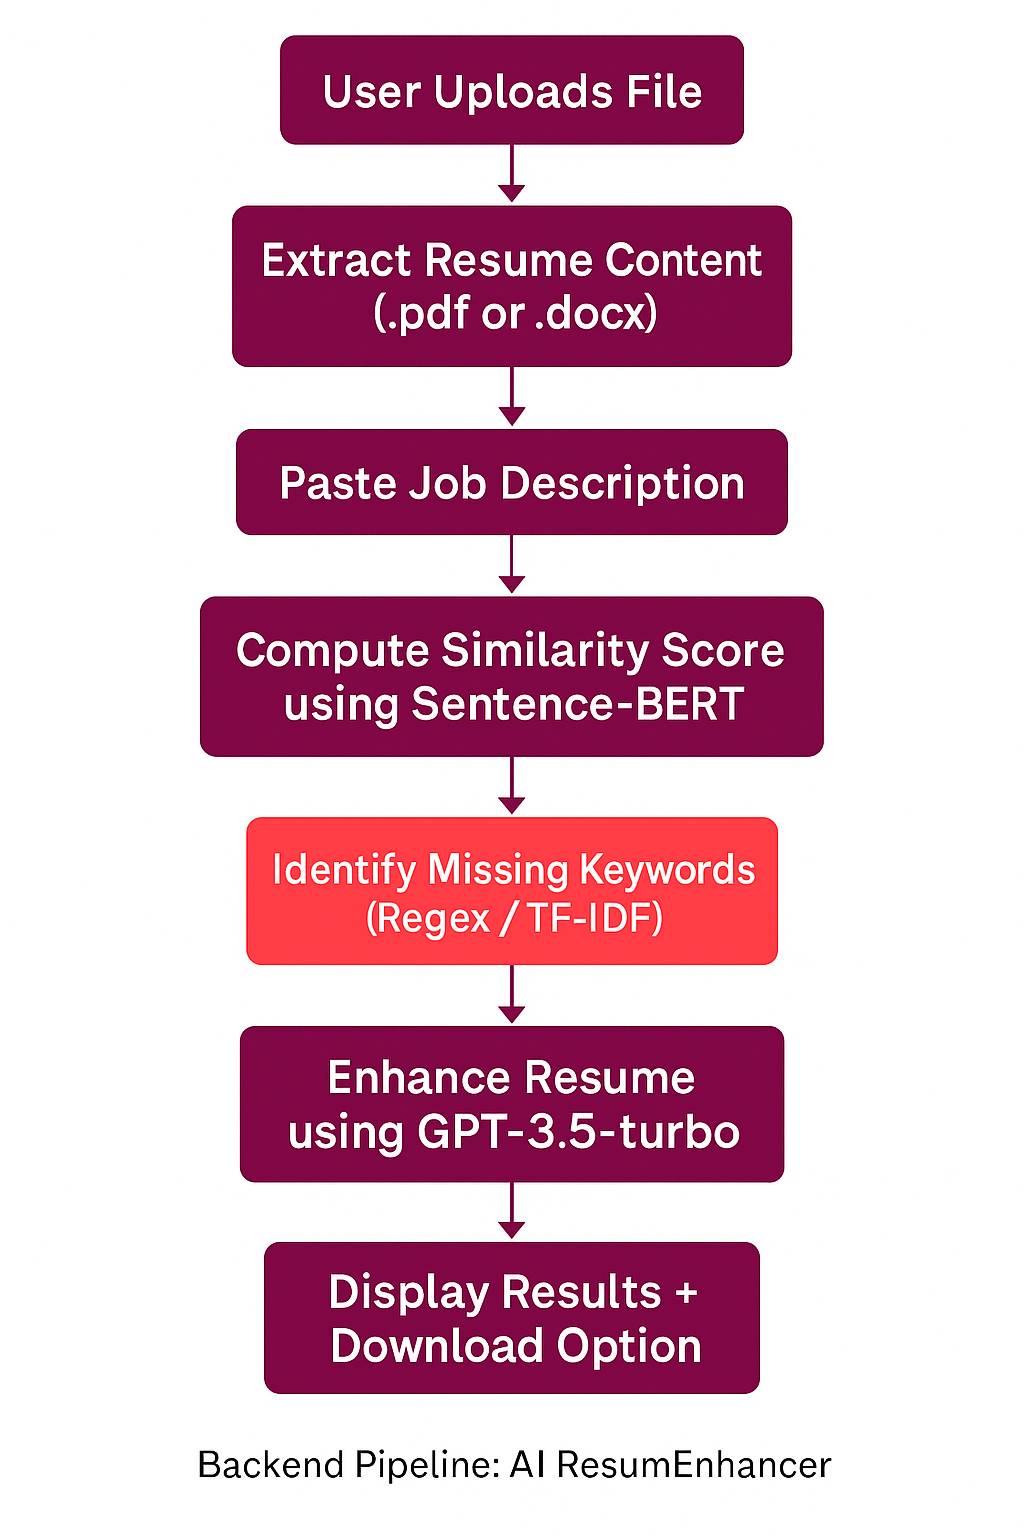 User Uploads File
Extract Resume Content
(.pdf or .docx)
Paste Job Description
Compute Similarity Score
using Sentence-BERT
Identify Missing Keywords
(Regex / TF-IDF)
Enhance Resume
using GPT-3.5-turbo
Display Results +
Download Option
Backend Pipeline: AI ResumEnhancer